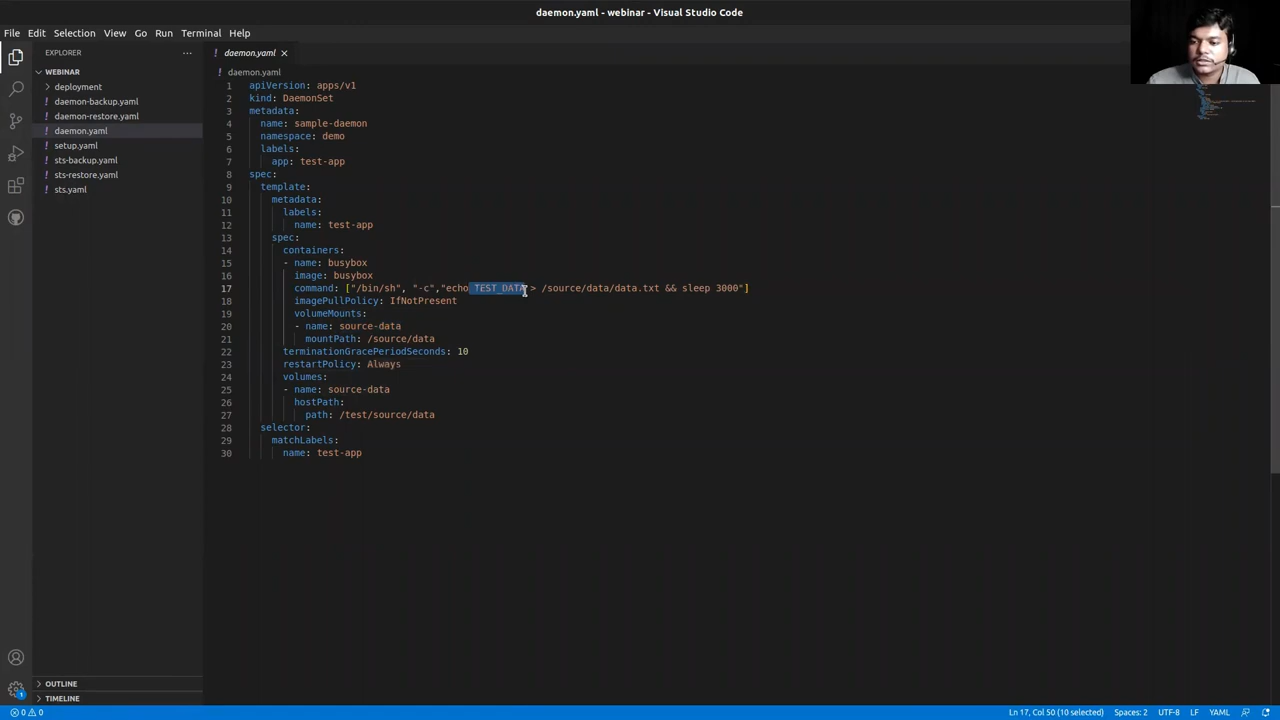 daemon.yaml - webinar - Visual Studio Code
File Edit Selection View Go Run Terminal Help
EXPLORER
WEBINAR
deployment
daemon-backup.yaml
daemon-restore.yaml
daemon.yaml
setup.yaml
sts-backup.yaml
sts-restore.yaml
sts.yaml
OUTLINE
TIMELINE
daemon.yaml
daemon.yaml
1 apiVersion: apps/v1
2 kind: DaemonSet
3 metadata:
4 name: sample-daemon
5 namespace: demo
6 labels:
7 app: test-app
8 spec:
9 template:
10 metadata:
11 labels:
12 name: test-app
13 spec:
14 containers:
15 - name: busybox
16 image: busybox
17 command: ["/bin/sh", "-c","echo TEST_DATA > /source/data/data.txt && sleep 3000"]
18 imagePullPolicy: IfNotPresent
19 volumeMounts:
20 - name: source-data
21 mountPath: /source/data
22 terminationGracePeriodSeconds: 10
23 restartPolicy: Always
24 volumes:
25 - name: source-data
26 hostPath:
27 path: /test/source/data
28 selector:
29 matchLabels:
30 name: test-app
1
0 0
Ln 17, Col 50 (10 selected) Spaces: 2 UTF-8 LF YAML